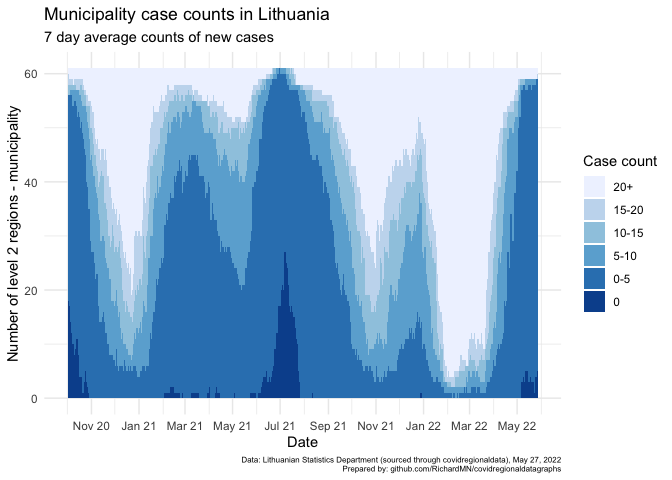 Municipality case counts in Lithuania
7 day average counts of new cases
Number of level 2 regions - municipality
60
40
20
0
Nov 20 Jan 21 Mar 21 May 21 Jul 21 Sep 21 Nov 21 Jan 22 Mar 22 May 22
Date
Case count
20+
15-20
10-15
5-10
0-5
0
Data: Lithuanian Statistics Department (sourced through covidregionaldata), May 27, 2022
Prepared by: github.com/RichardMN/covidregionaldatagraphs